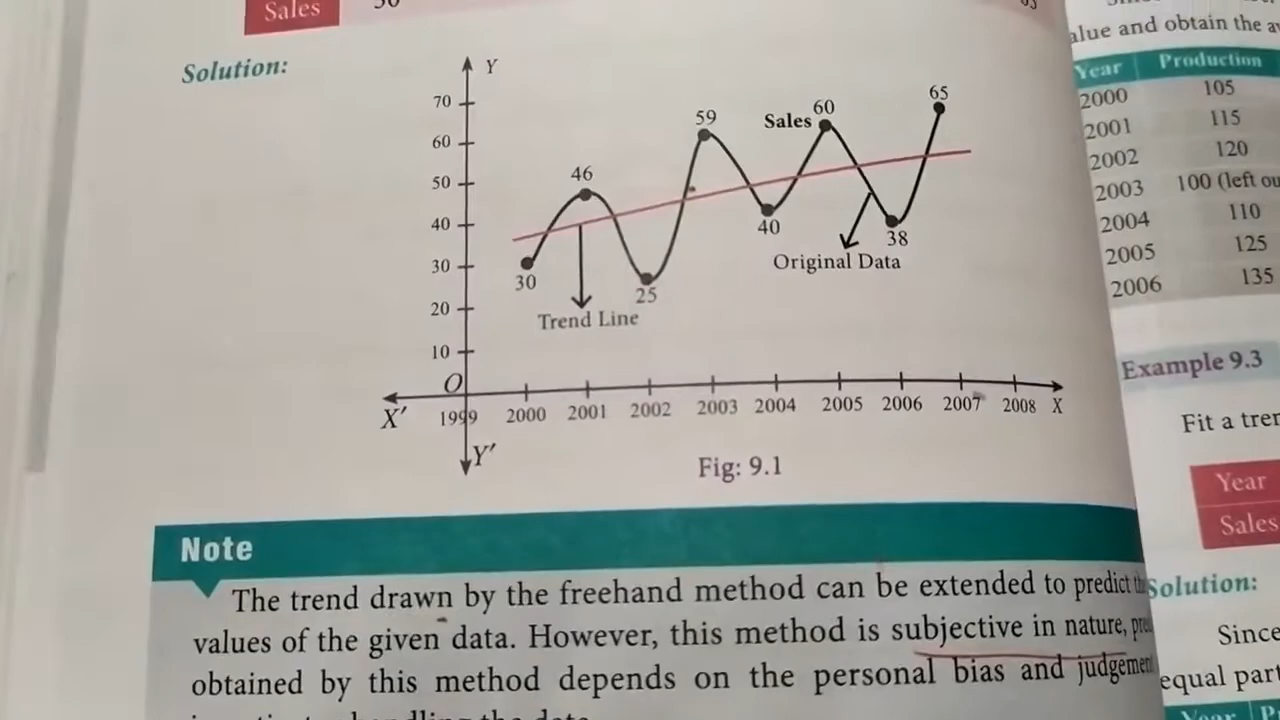 Sales
Solution:
Y
70
60
50
40
30
20
10
O
X'
Y'
X
1999 2000 2001 2002 2003 2004 2005 2006 2007 2008
30
46
25
59
40
Sales 60
38
65
Trend Line
Original Data
Fig: 9.1
Note
The trend drawn by the freehand method can be extended to predict
values of the given data. However, this method is subjective in nature,
obtained by this method depends on the personal bias and
handling the data.
value and obtain the
Year Production
2000 105
2001 115
2002 120
2003 100 (left
2004 110
2005 125
2006 135
Example 9.3
Fit a
Year
Sales
Solution:
Since
equal
Year